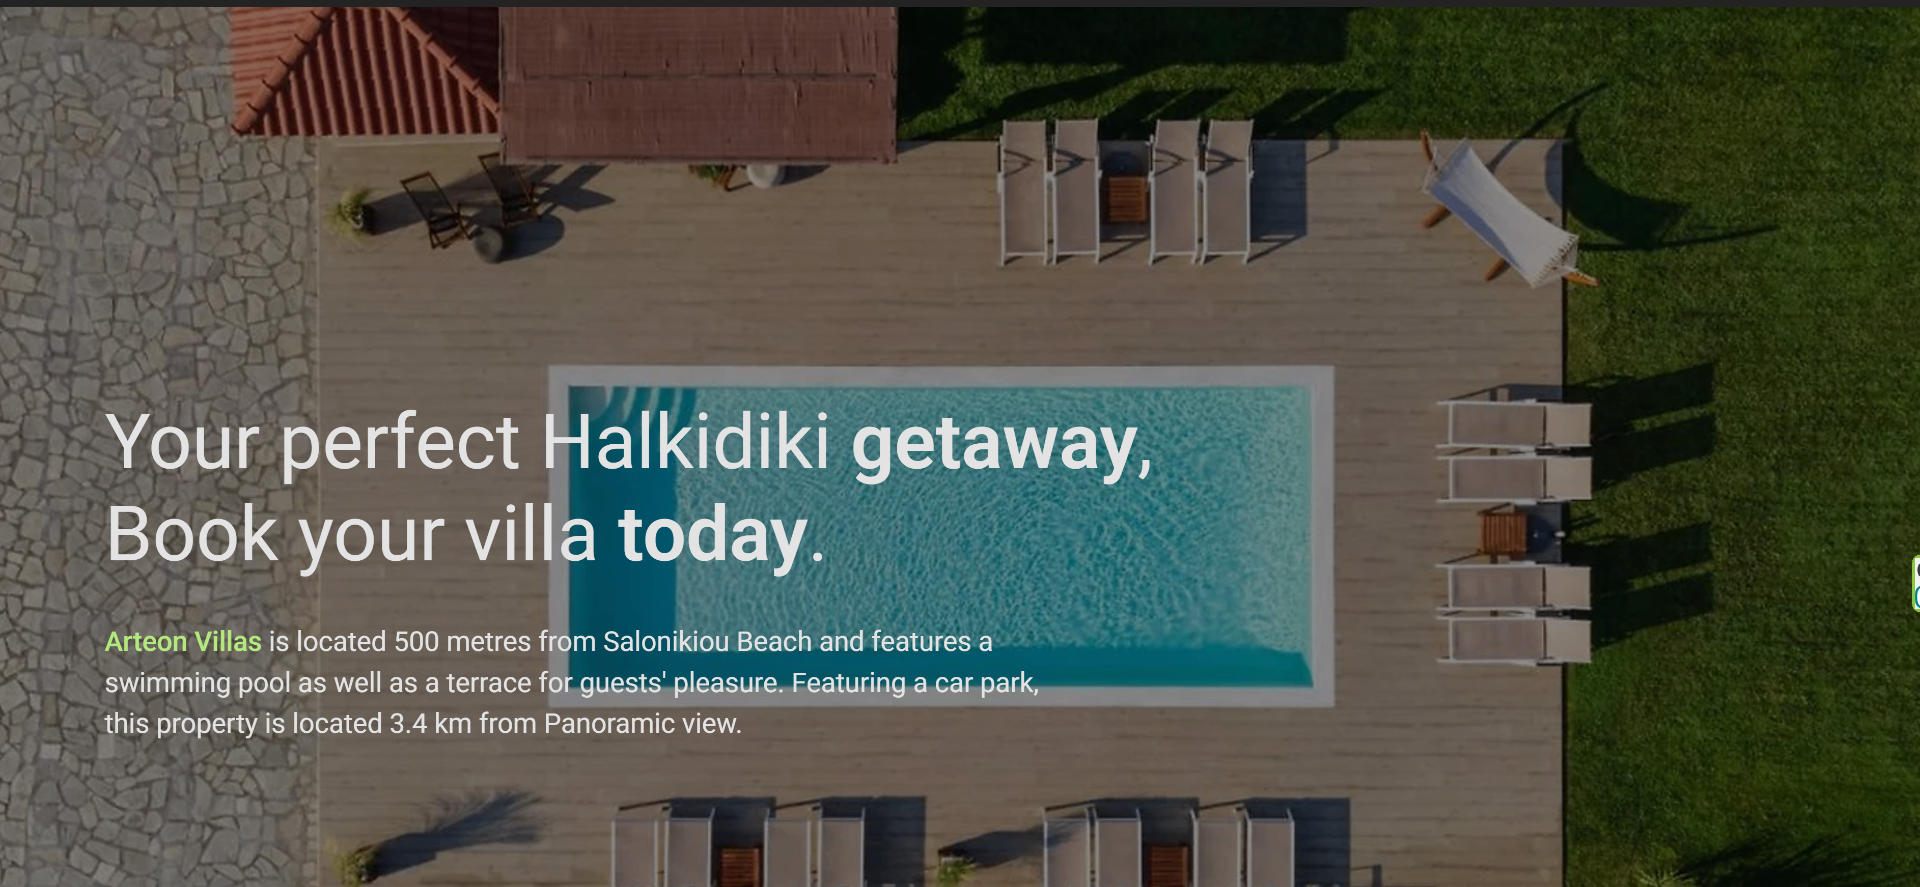 Your perfect Halkidiki getaway,
Book your villa today.
Arteon Villas is located 500 metres from Salonikiou Beach and features a
swimming pool as well as a terrace for guests' pleasure. Featuring a car park,
this property is located 3.4 km from Panoramic view.